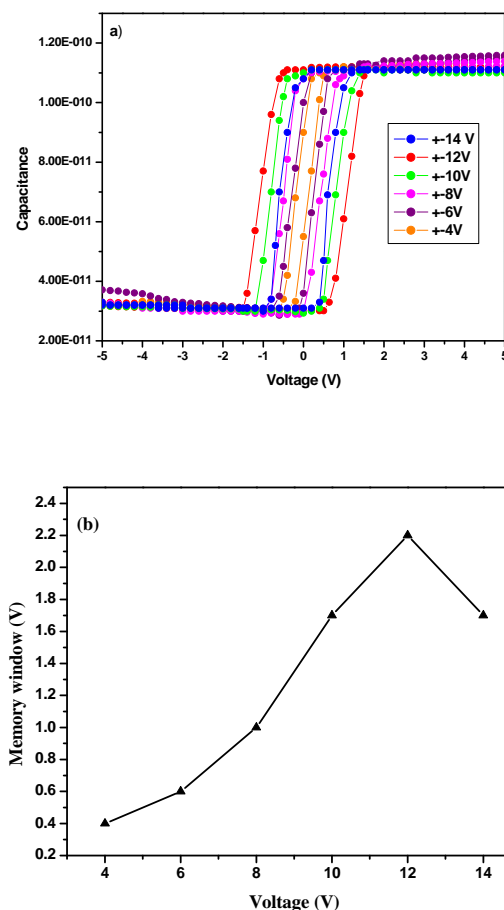 a)
1.20E-010
1.00E-010
8.00E-011
6.00E-011
4.00E-011
2.00E-011
Capacitance
+-14 V
+-12V
+-10V
+-8V
+-6V
+-4V
-5 -4 -3 -2 -1 0 1 2 3 4 5
Voltage (V)
(b)
2.4
2.2
2.0
1.8
1.6
1.4
1.2
1.0
0.8
0.6
0.4
0.2
Memory window (V)
4 6 8 10 12 14
Voltage (V)